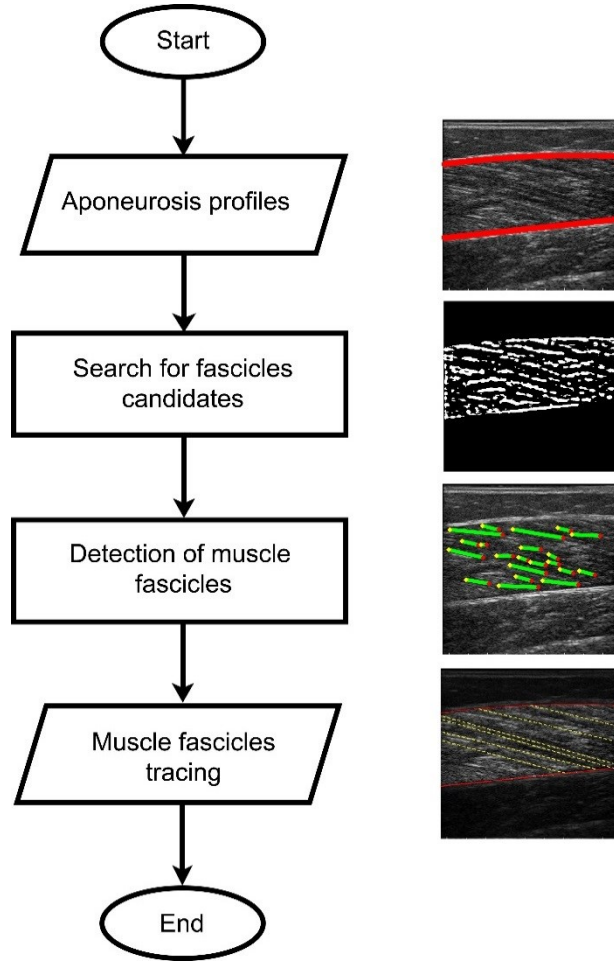 Start
Aponeurosis profiles
Search for fascicles
candidates
Detection of muscle
fascicles
Muscle fascicles
tracing
End